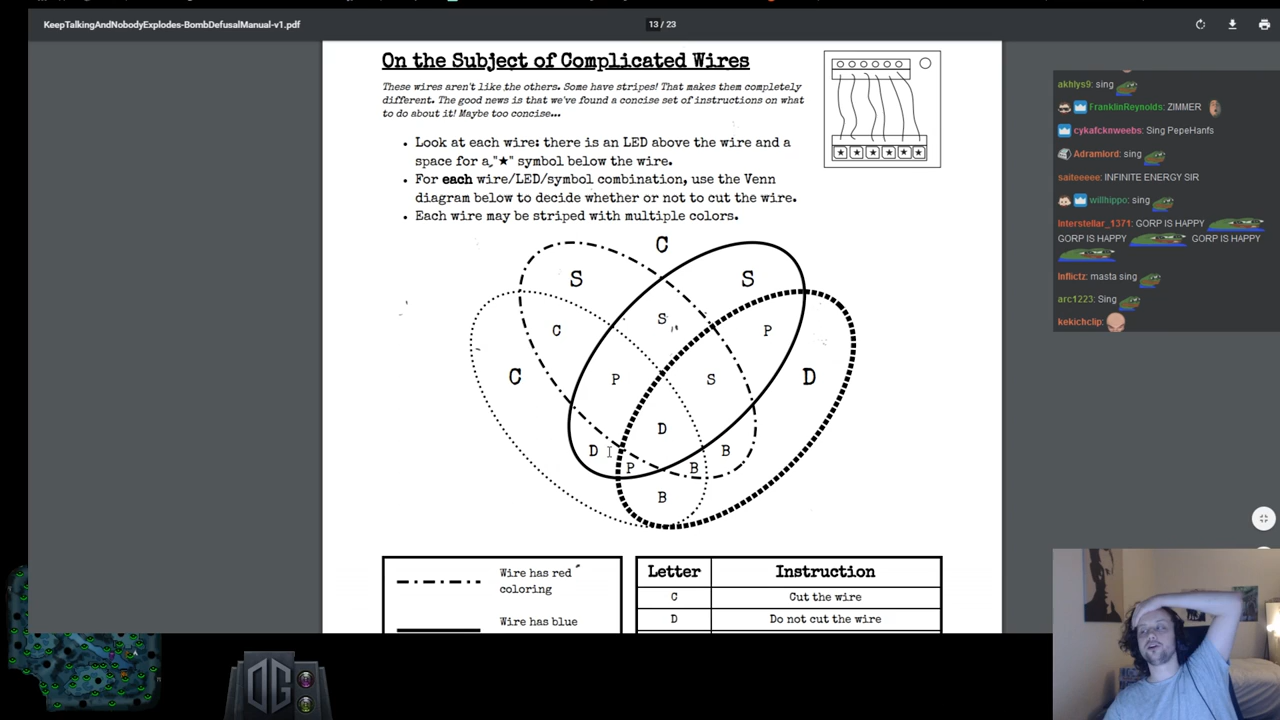 KeepTalkingAndNobodyExplodes-BombDefusalManual-v1.pdf
13 / 23
On the Subject of Complicated Wires
These wires aren't like the others. Some have stripes! That makes them completely
different. The good news is that we've found a concise set of instructions on what
to do about it! Maybe too concise...
• Look at each wire: there is an LED above the wire and a
space for a "★" symbol below the wire.
• For each wire/LED/symbol combination, use the Venn
diagram below to decide whether or not to cut the wire.
• Each wire may be striped with multiple colors.
C
S
S
S
C
P
C
P
S
D
D
D
B
P
B
B
Wire has red
coloring
Wire has blue
Letter Instruction
C Cut the wire
D Do not cut the wire
akhlys9: sing
FranklinReynolds: ZIMMER
cykafcknweebs: Sing PepeHanfs
Adramlord: sing
saiteeeee: INFINITE ENERGY SIR
willhippo: sing
Interstellar_1371: GORP IS HAPPY
GORP IS HAPPY GORP IS HAPPY
Inflictz: masta sing
arc1223: Sing
kekichclip:
OG